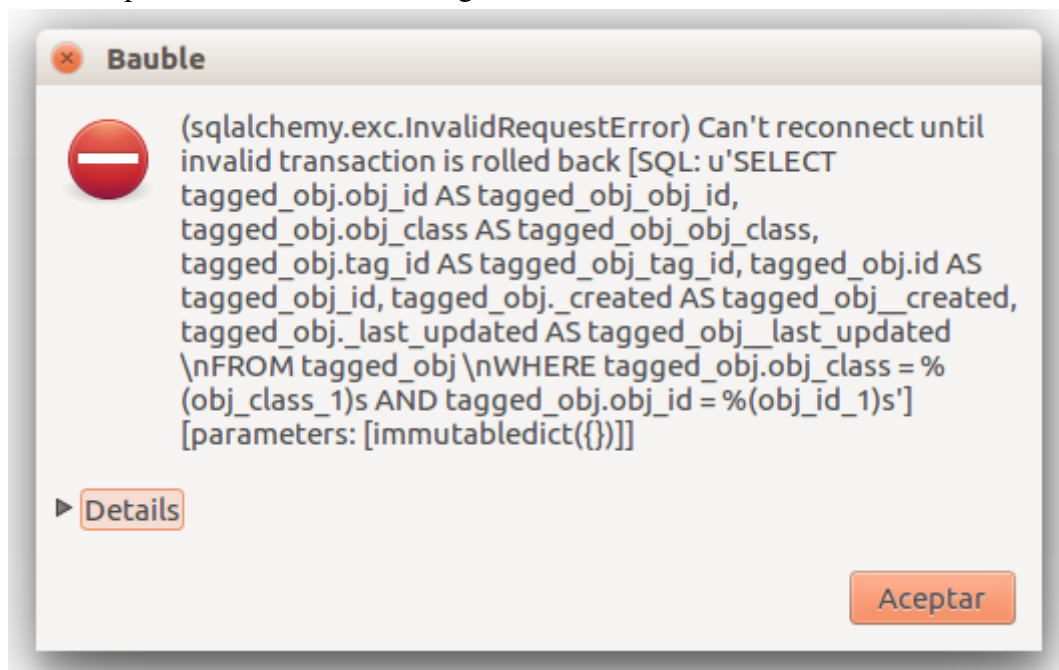 Bauble
(sqlalchemy.exc.InvalidRequestError) Can't reconnect until
invalid transaction is rolled back [SQL: u'SELECT
tagged_obj.obj_id AS tagged_obj_obj_id,
tagged_obj.obj_class AS tagged_obj_obj_class,
tagged_obj.tag_id AS tagged_obj_tag_id, tagged_obj.id AS
tagged_obj_id, tagged_obj._created AS tagged_obj__created,
tagged_obj._last_updated AS tagged_obj__last_updated
\nFROM tagged_obj \nWHERE tagged_obj.obj_class = %
(obj_class_1)s AND tagged_obj.obj_id = %(obj_id_1)s']
[parameters: [immutabledict({})]]
Details
Aceptar